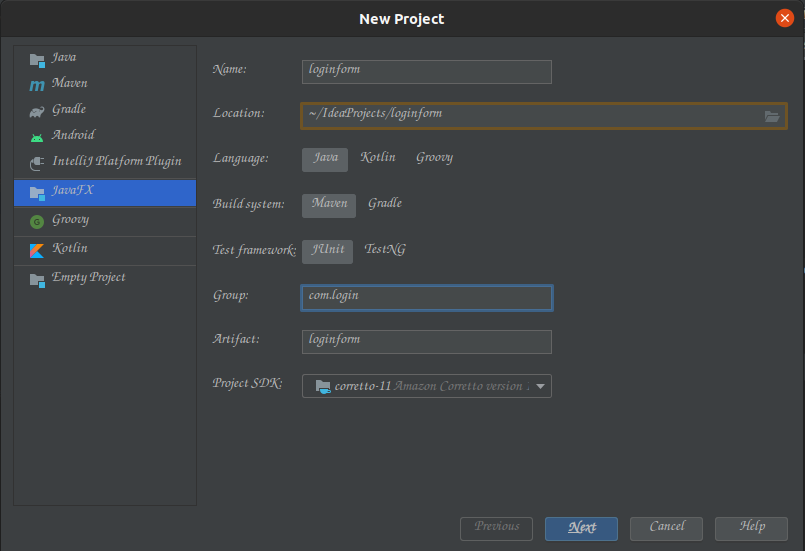 New Project
Java
Maven
Gradle
Android
IntelliJ Platform Plugin
JavaFX
Groovy
Kotlin
Empty Project
Name: loginform
Location: ~/IdeaProjects/loginform
Language: Java Kotlin Groovy
Build system: Maven Gradle
Test framework: JUnit TestNG
Group: com.login
Artifact: loginform
Project SDK: corretto-11 Amazon Corretto version
Previous Next Cancel Help